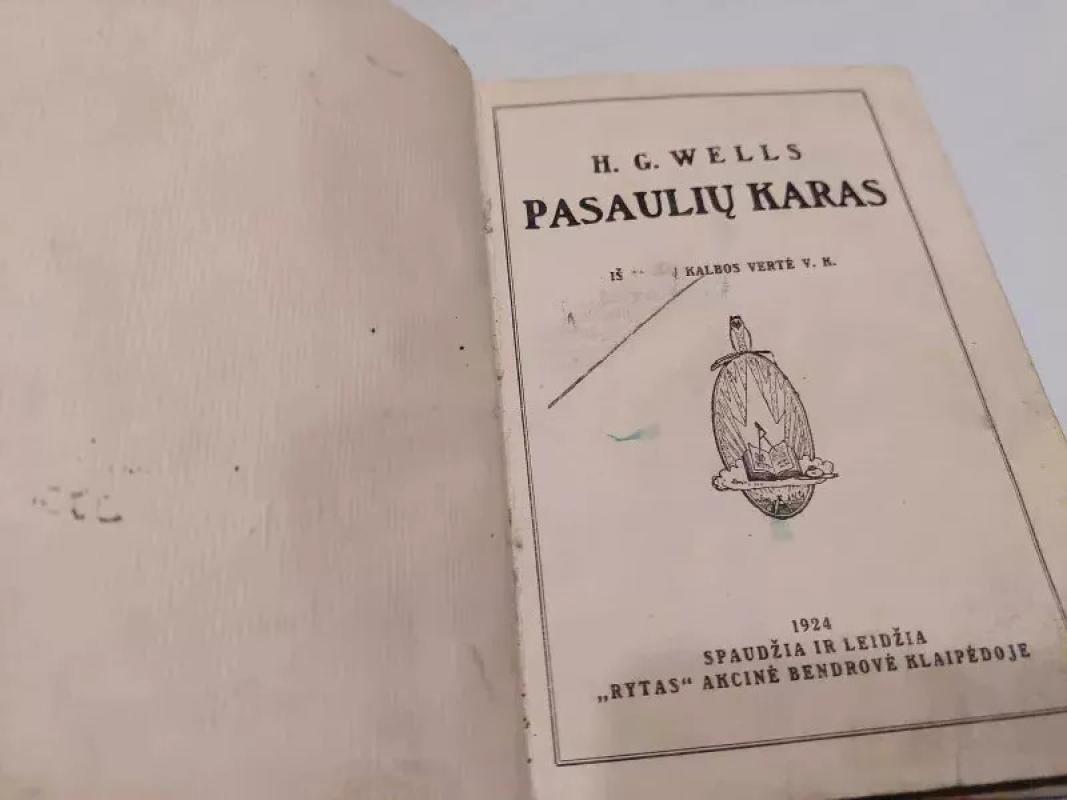 H. G. WELLS
PASAULIŲ KARAS
IŠ KALBOS VERTĖ V. K.
1924
SPAUDŽIA IR LEIDŽIA
„RYTAS“ AKCINĖ BENDROVĖ KLAIPĖDOJE